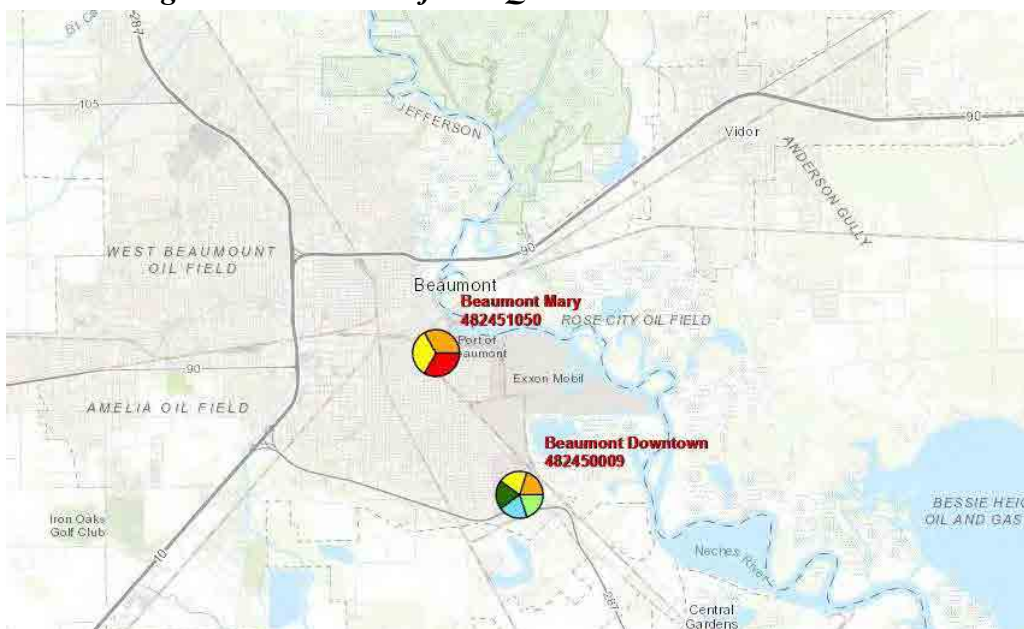 B's Ca
287
105
JEFFERSON
90
Vidor
ANDERSON GULLY
WEST BEAUMOUNT
OIL FIELD
90
Beaumont
Beaumont Mary
482451050
ROSE CITY OIL FIELD
Port of
Beaumont
Exxon Mobil
90
AMELIA OIL FIELD
Beaumont Downtown
482450009
BESSIE HEIG
OIL AND GAS
Iron Oaks
Golf Club
10
Neches River
287
Central
Gardens